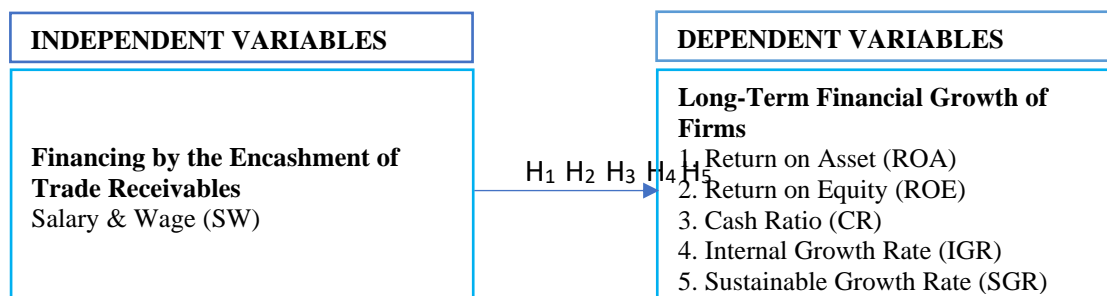 INDEPENDENT VARIABLES
Financing by the Encashment of
Trade Receivables
Salary & Wage (SW)
H₁ H₂ H₃ H₄ H₅
DEPENDENT VARIABLES
Long-Term Financial Growth of
Firms
1. Return on Asset (ROA)
2. Return on Equity (ROE)
3. Cash Ratio (CR)
4. Internal Growth Rate (IGR)
5. Sustainable Growth Rate (SGR)